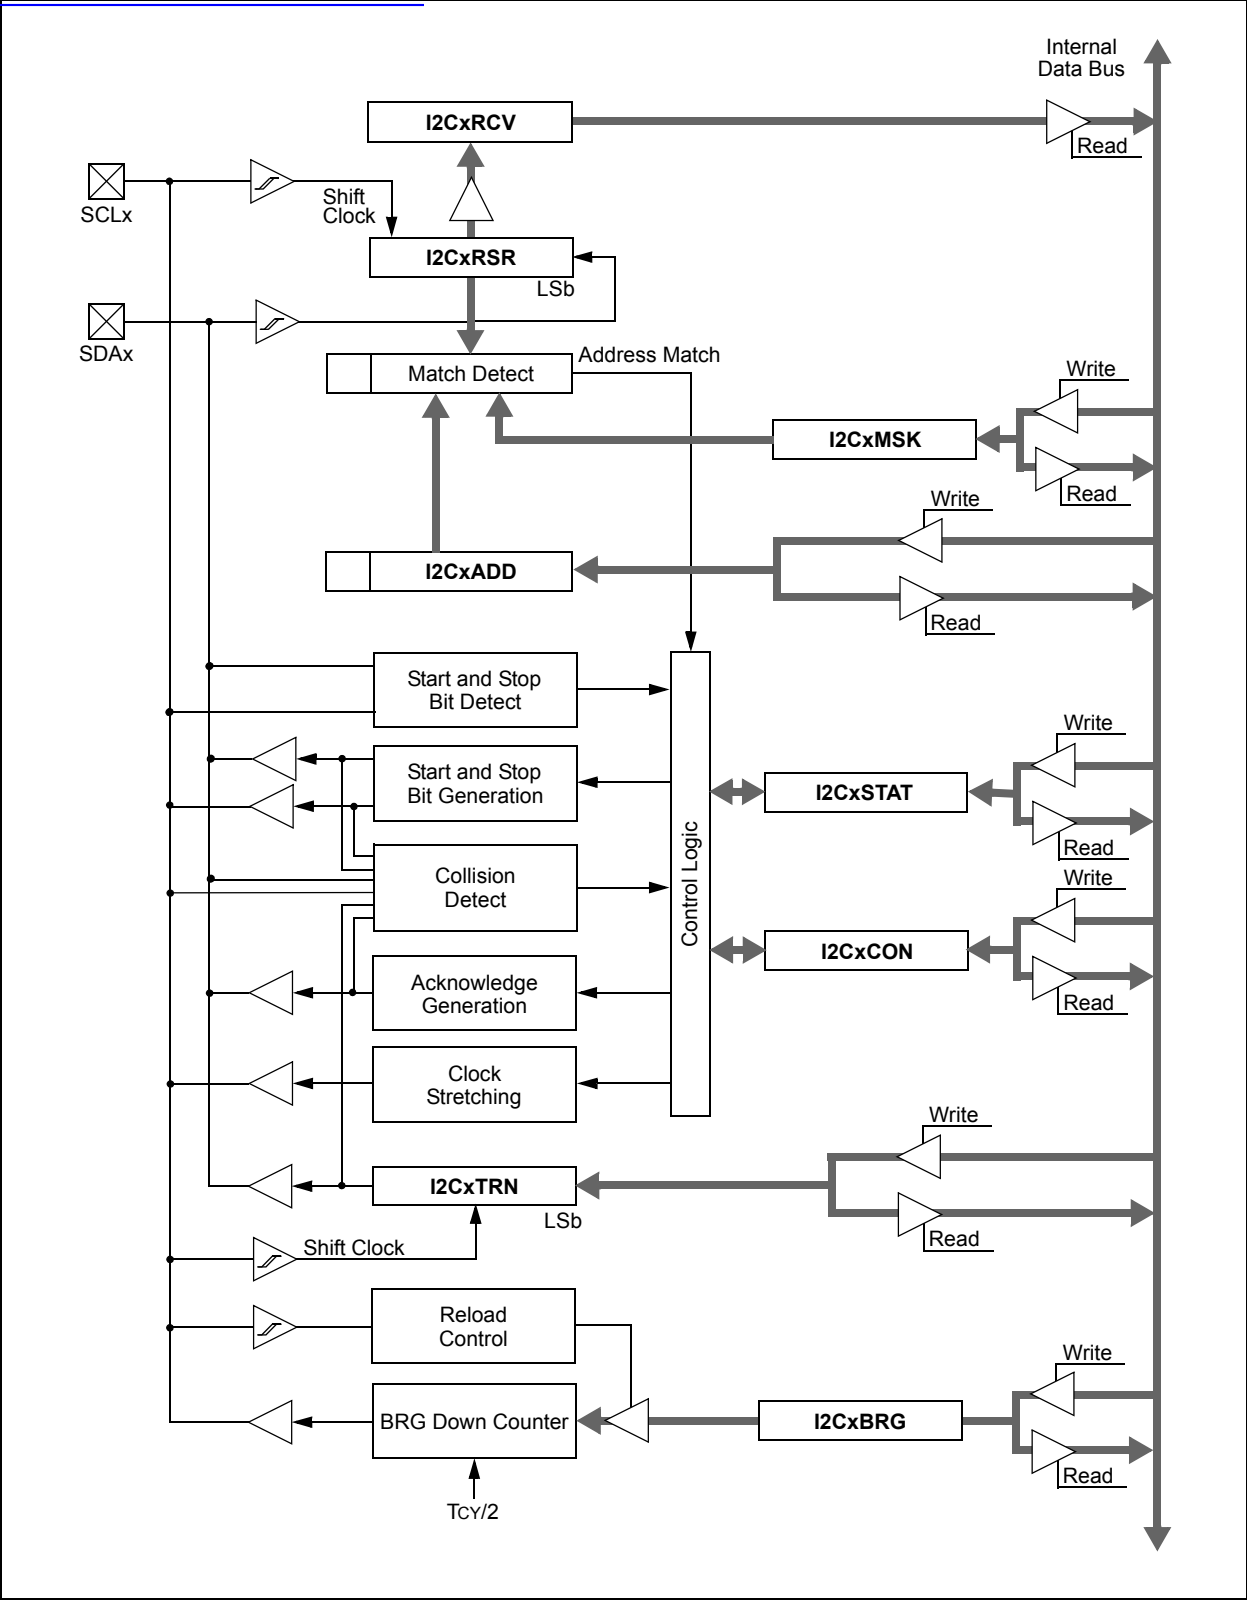 Internal
Data Bus
I2CxRCV
Read
SCLx
Shift
Clock
I2CxRSR
LSb
SDAx
Address Match
Match Detect
Write
I2CxMSK
Read
Write
I2CxADD
Read
Start and Stop
Bit Detect
Write
Start and Stop
Bit Generation
I2CxSTAT
Read
Control Logic
Collision
Detect
Write
I2CxCON
Read
Acknowledge
Generation
Clock
Stretching
Write
I2CxTRN
LSb
Read
Shift Clock
Reload
Control
Write
BRG Down Counter
I2CxBRG
Read
TCY/2